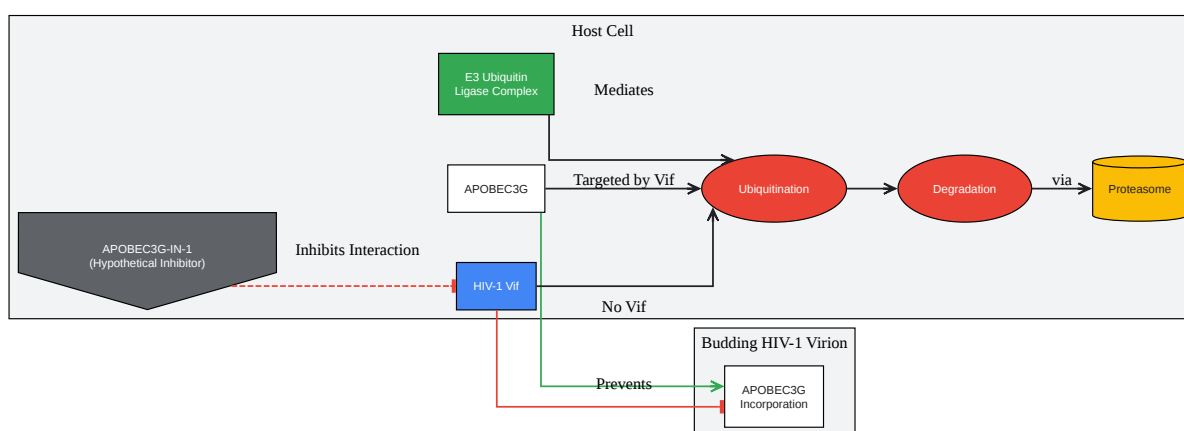 Host Cell
E3 Ubiquitin
Ligase Complex
Mediates
APOBEC3G
Targeted by Vif
Ubiquitination
Degradation
via
Proteasome
APOBEC3G-IN-1
(Hypothetical Inhibitor)
Inhibits Interaction
HIV-1 Vif
No Vif
Budding HIV-1 Virion
Prevents
APOBEC3G
Incorporation